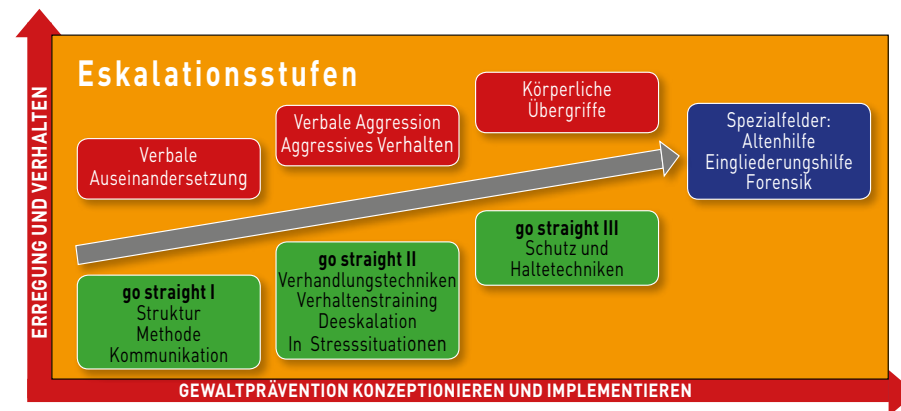 Eskalationsstufen
Verbale
Auseinandersetzung
Verbale Aggression
Aggressives Verhalten
Körperliche
Übergriffe
Spezialfelder:
Altenhilfe
Eingliederungshilfe
Forensik
go straight I
Struktur
Methode
Kommunikation
go straight II
Verhandlungstechniken
Verhaltenstraining
Deeskalation
In Stresssituationen
go straight III
Schutz und
Haltetechniken
ERREGUNG UND VERHALTEN
GEWALTPRÄVENTION KONZEPTIONIEREN UND IMPLEMENTIEREN